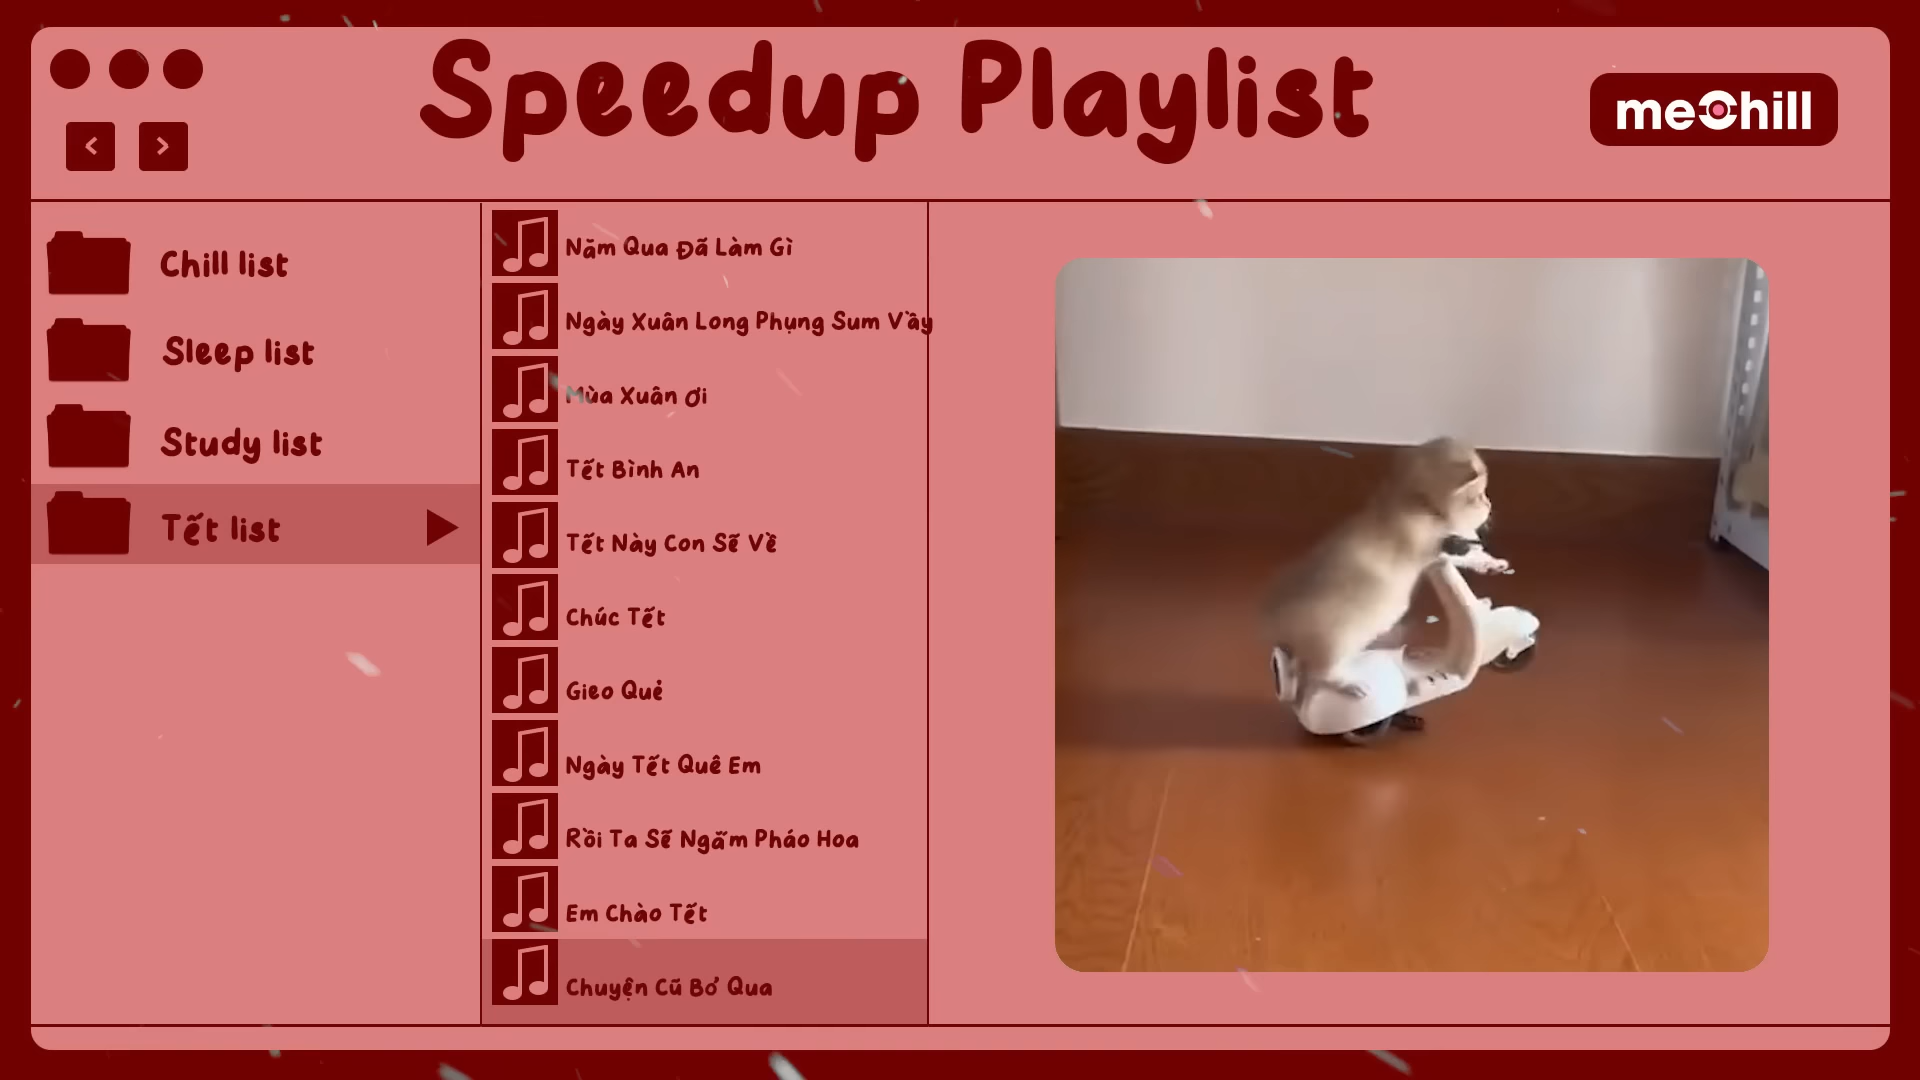 Speedup Playlist
meChill
Chill list
Sleep list
Study list
Tết list
Năm Qua Đã Làm Gì
Ngày Xuân Long Phụng Sum Vầy
Mùa Xuân ơi
Tết Bình An
Tết Này Con Sẽ Về
Chúc Tết
Gieo Quẻ
Ngày Tết Quê Em
Rồi Ta Sẽ Ngắm Pháo Hoa
Em Chào Tết
Chuyện Cũ Bỏ Qua